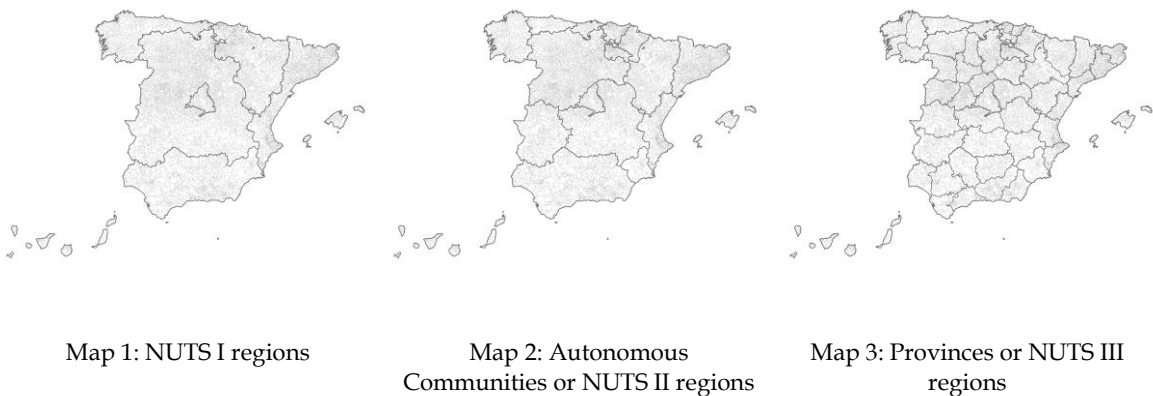 Map 1: NUTS I regions
Map 2: Autonomous
Communities or NUTS II regions
Map 3: Provinces or NUTS III
regions